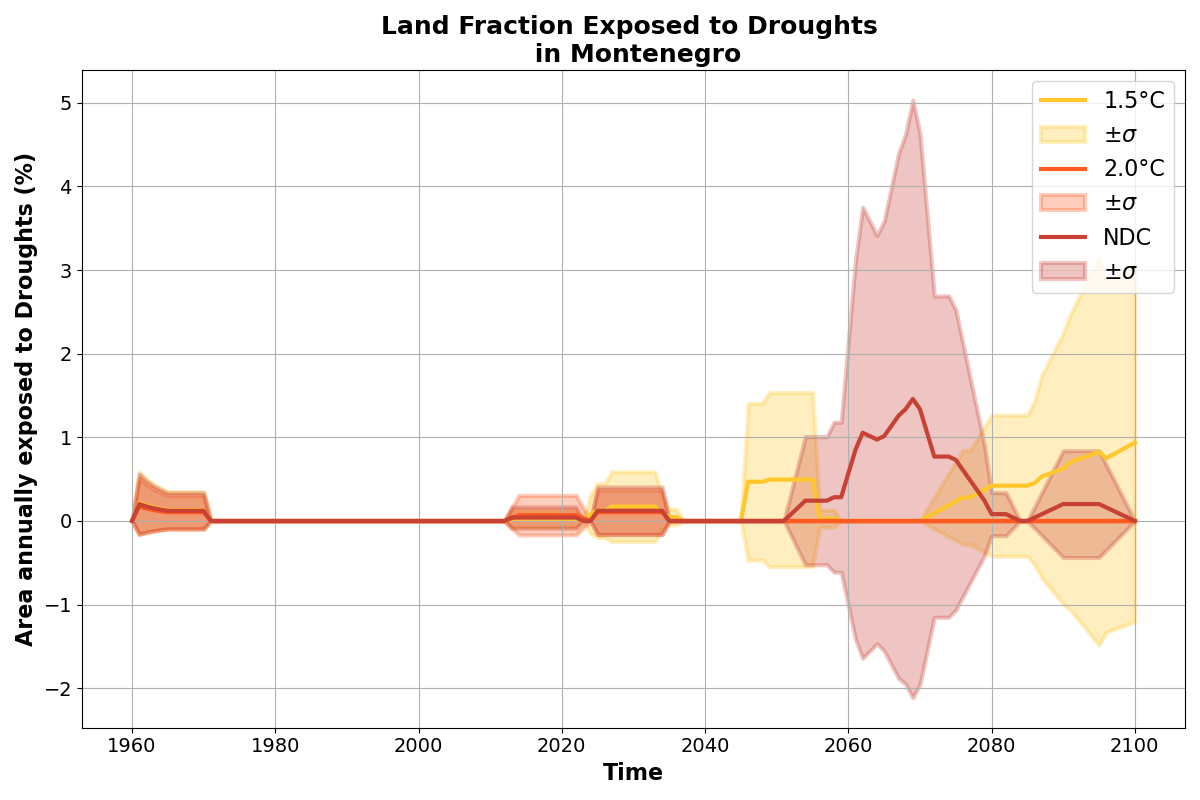 Land Fraction Exposed to Droughts
in Montenegro
Area annually exposed to Droughts (%)
5
4
3
2
1
0
−1
−2
1.5°C
±σ
2.0°C
±σ
NDC
±σ
1960
1980
2000
2020
2040
2060
2080
2100
Time